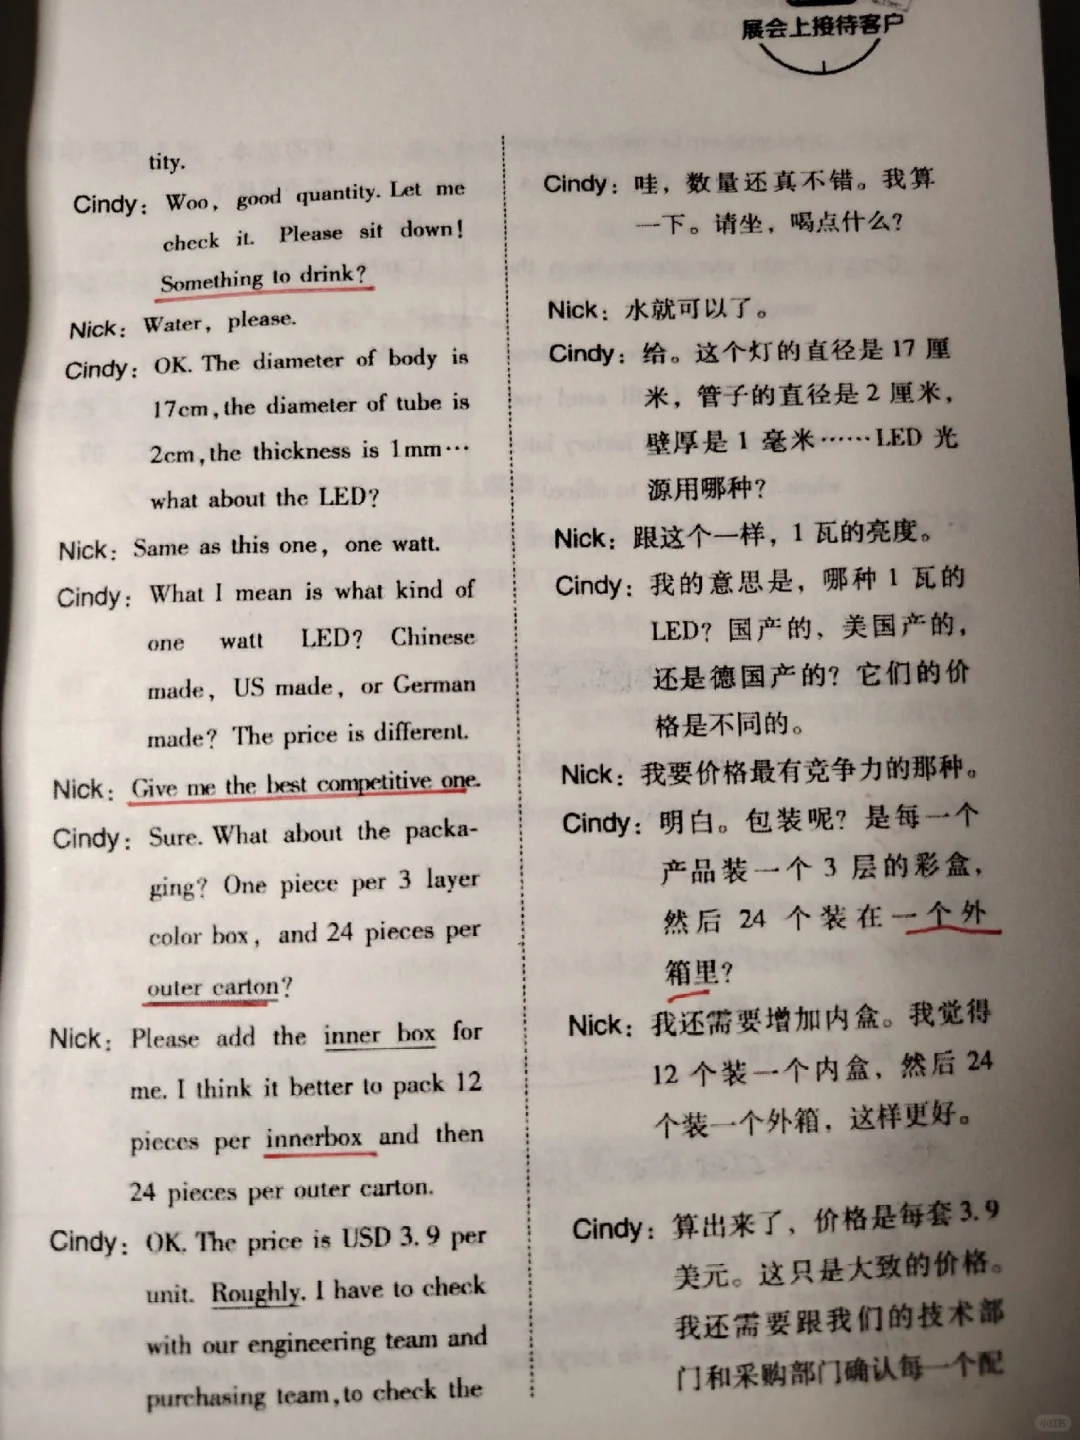 展会上接待客户
tity.
Cindy: Woo, good quantity. Let me
check it. Please sit down!
Something to drink?
Nick: Water, please.
Cindy: OK. The diameter of body is
17cm, the diameter of tube is
2cm, the thickness is 1mm…
what about the LED?
Nick: Same as this one, one watt.
Cindy: What I mean is what kind of
one watt LED? Chinese
made, US made, or German
made? The price is different.
Nick: Give me the best competitive one.
Cindy: Sure. What about the packa-
ging? One piece per 3 layer
color box, and 24 pieces per
outer carton?
Nick: Please add the inner box for
me. I think it better to pack 12
pieces per innerbox and then
24 pieces per outer carton.
Cindy: OK. The price is USD 3.9 per
unit. Roughly. I have to check
with our engineering team and
purchasing team, to check the
Cindy: 哇，数量还真不错。我算
一下。请坐，喝点什么？
Nick: 水就可以了。
Cindy: 给。这个灯的直径是 17 厘
米，管子的直径是 2 厘米，
壁厚是 1 毫米……LED 光
源用哪种？
Nick: 跟这个一样，1 瓦的亮度。
Cindy: 我的意思是，哪种 1 瓦的
LED？国产的，美国产的，
还是德国产的？它们的价
格是不同的。
Nick: 我要价格最有竞争力的那种。
Cindy: 明白。包装呢？是每一个
产品装一个 3 层的彩盒，
然后 24 个装在一个外
箱里？
Nick: 我还需要增加内盒。我觉得
12 个装一个内盒，然后 24
个装一个外箱，这样更好。
Cindy: 算出来了，价格是每套 3.9
美元。这只是大致的价格。
我还需要跟我们的技术部
门和采购部门确认每一个配